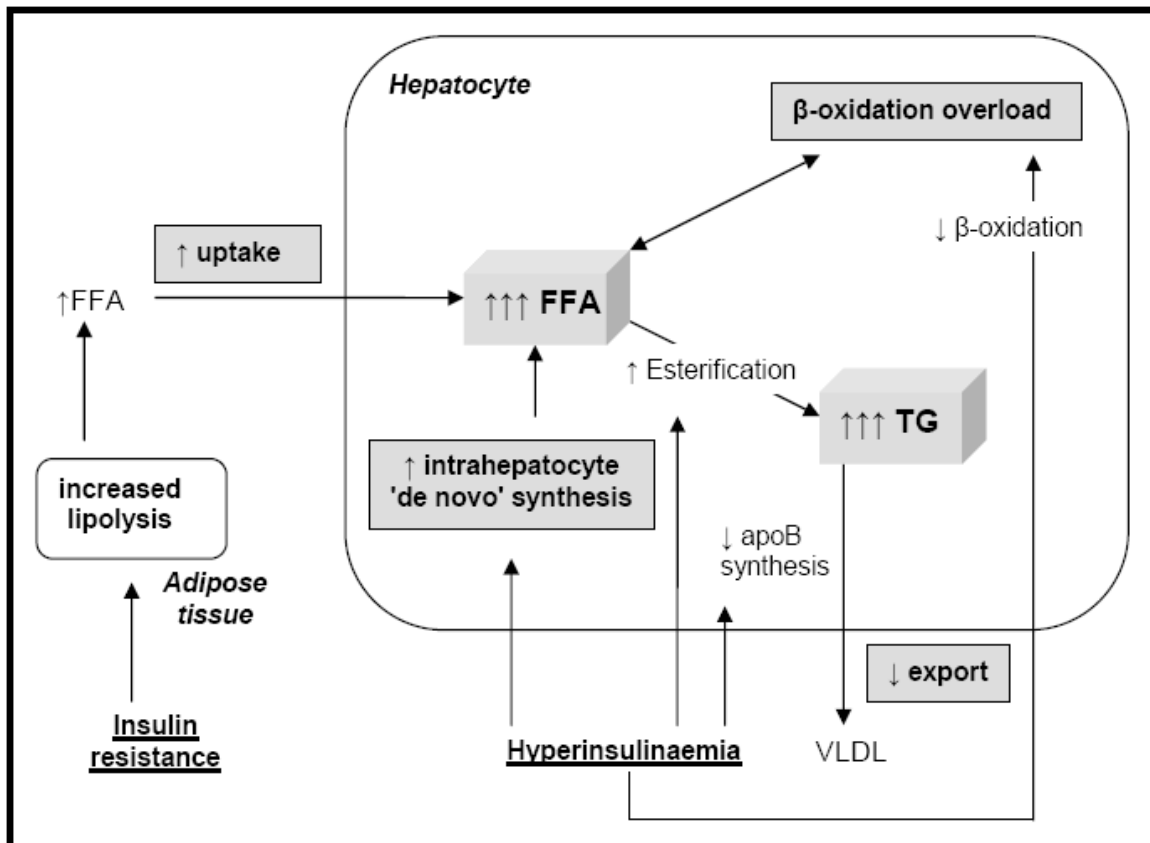 Hepatocyte
β-oxidation overload
↓ β-oxidation
↑ uptake
↑FFA
↑↑↑ FFA
↑ Esterification
↑↑↑ TG
↑ intrahepatocyte
'de novo' synthesis
increased
lipolysis
↓ apoB
synthesis
Adipose
tissue
↓ export
Insulin
resistance
Hyperinsulinaemia
VLDL